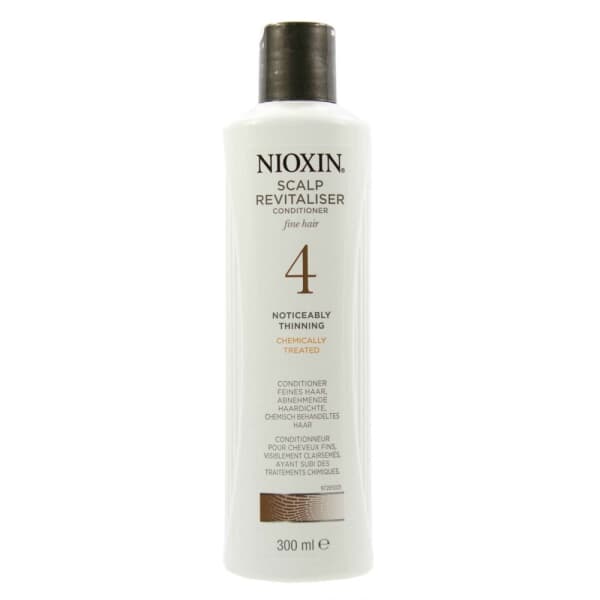 NIOXIN®
SCALP
REVITALISER
CONDITIONER
fine hair
4
NOTICEABLY
THINNING
CHEMICALLY
TREATED
CONDITIONER
FEINES HAAR,
ABNEHMENDE
HAARDICHTE,
CHEMISCH BEHANDELTES
HAAR
CONDITIONNEUR
POUR CHEVEUX FINS,
VISIBLEMENT CLAIRSEMÉS,
AYANT SUBI DES
TRAITEMENTS CHIMIQUES.
300 ml ℮